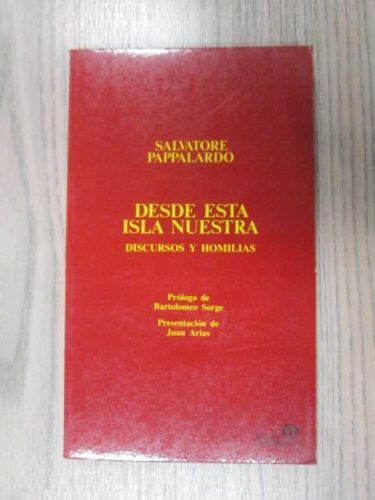 SALVATORE
PAPPALARDO
DESDE ESTA
ISLA NUESTRA
DISCURSOS Y HOMILIAS
Prólogo de
Bartolomeo Sorge
Presentación de
Juan Arias